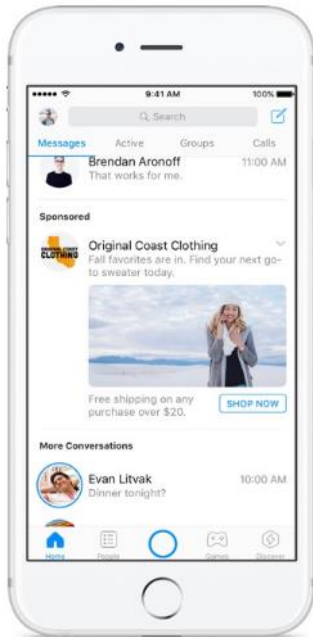 9:41 AM
100%
Search
Messages
Active
Groups
Calls
Brendan Aronoff
11:00 AM
That works for me.
Sponsored
ORIGINAL COAST
CLOTHING
Original Coast Clothing
Fall favorites are in. Find your next go-
to sweater today.
Free shipping on any
purchase over $20.
SHOP NOW
More Conversations
Evan Litvak
10:00 AM
Dinner tonight?
Home
People
Games
Discover